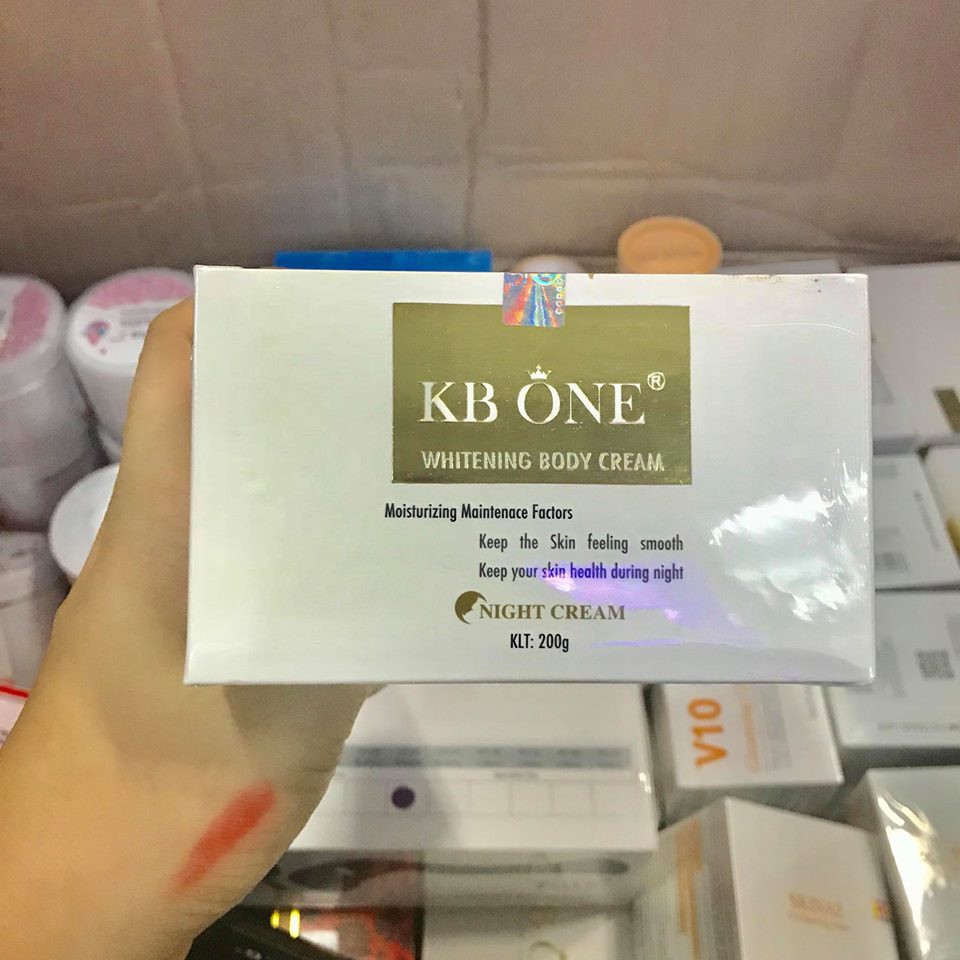 KB ONE®
WHITENING BODY CREAM
Moisturizing Maintenace Factors
Keep the Skin feeling smooth
Keep your skin health during night
NIGHT CREAM
KLT: 200g
V10
SKINAZ